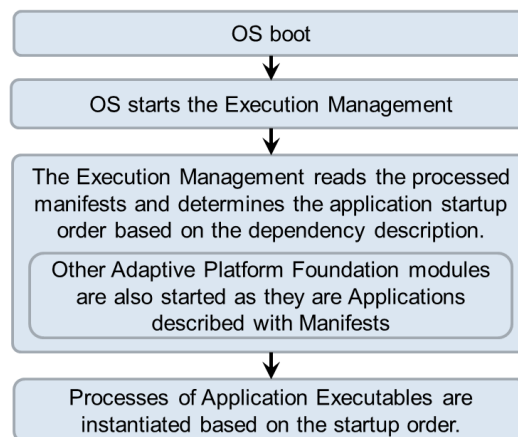 OS boot
OS starts the Execution Management
The Execution Management reads the processed
manifests and determines the application startup
order based on the dependency description.
Other Adaptive Platform Foundation modules
are also started as they are Applications
described with Manifests
Processes of Application Executables are
instantiated based on the startup order.